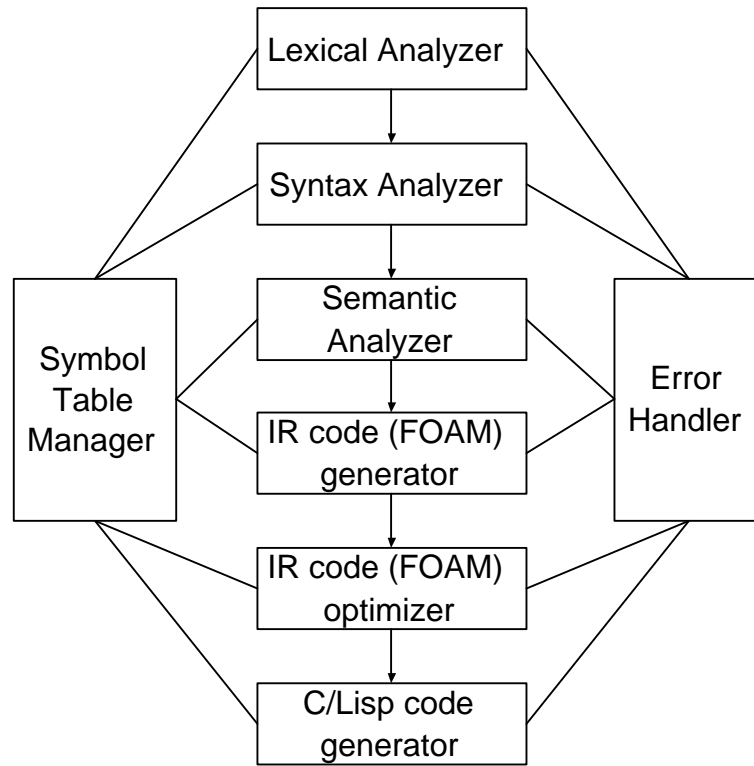 Lexical Analyzer
Syntax Analyzer
Semantic
Analyzer
Symbol
Table
Manager
Error
Handler
IR code (FOAM)
generator
IR code (FOAM)
optimizer
C/Lisp code
generator